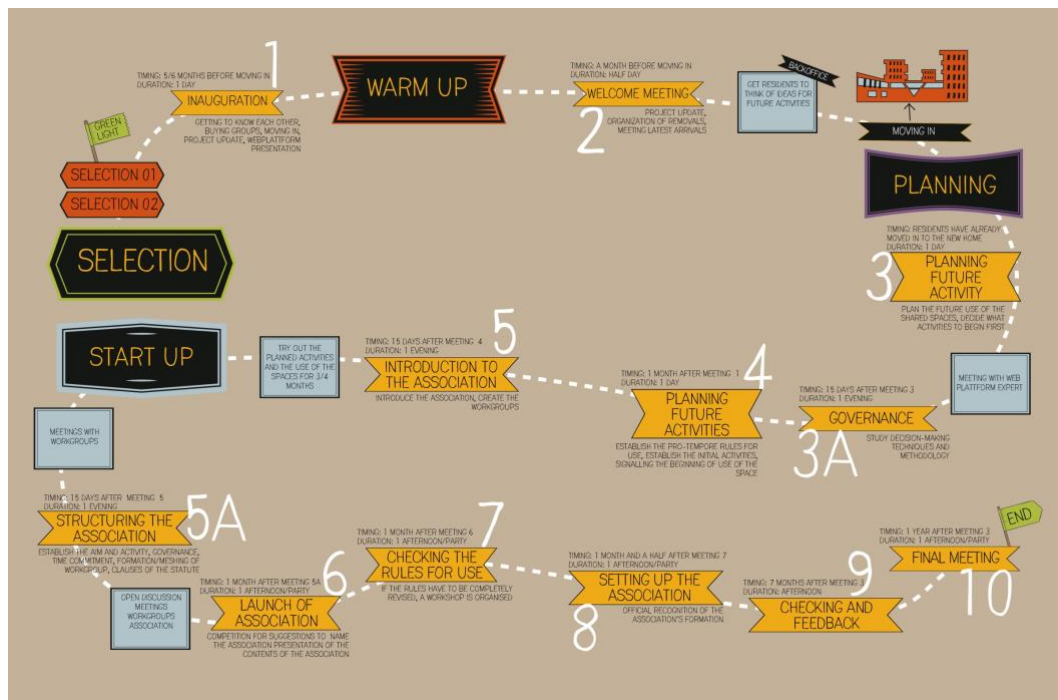 1
TIMING: 5/6 MONTHS BEFORE MOVING IN
DURATION: 1 DAY
INAUGURATION
GETTING TO KNOW EACH OTHER,
BUYING GROUPS, MOVING IN,
PROJECT UPDATE, WEBPLATTFORM
PRESENTATION
GREEN
LIGHT
SELECTION 01
SELECTION 02
SELECTION
WARM UP
TIMING: A MONTH BEFORE MOVING IN
DURATION: HALF DAY
WELCOME MEETING
2
PROJECT UPDATE,
ORGANIZATION OF REMOVALS,
MEETING LATEST ARRIVALS
BACKOFFICE
GET RESIDENTS TO
THINK OF IDEAS FOR
FUTURE ACTIVITIES
MOVING IN
PLANNING
TIMING: RESIDENTS HAVE ALREADY
MOVED IN TO THE NEW HOME
DURATION: 1 DAY
3
PLANNING
FUTURE
ACTIVITY
PLAN THE FUTURE USE OF THE
SHARED SPACES, DECIDE WHAT
ACTIVITIES TO BEGIN FIRST
MEETING WITH WEB
PLATTFORM EXPERT
TIMING: 15 DAYS AFTER MEETING 3
DURATION: 1 EVENING
GOVERNANCE
3A
STUDY DECISION-MAKING
TECHNIQUES AND
METHODOLOGY
4
TIMING: 1 MONTH AFTER MEETING 1
DURATION: 1 DAY
PLANNING
FUTURE
ACTIVITIES
ESTABLISH THE PRO-TEMPORE RULES FOR
USE, ESTABLISH THE INITIAL ACTIVITIES,
SIGNALLING THE BEGINNING OF USE OF THE
SPACE
5
TIMING: 15 DAYS AFTER MEETING 4
DURATION: 1 EVENING
INTRODUCTION TO
THE ASSOCIATION
INTRODUCE THE ASSOCIATION, CREATE THE
WORKGROUPS
TRY OUT THE
PLANNED ACTIVITIES
AND THE USE OF THE
SPACES FOR 3/4
MONTHS
START UP
MEETINGS WITH
WORKGROUPS
TIMING: 15 DAYS AFTER MEETING 5
DURATION: 1 EVENING
5A
STRUCTURING THE
ASSOCIATION
ESTABLISH THE AIM AND ACTIVITY, GOVERNANCE,
TIME COMMITMENT, FORMATION/MESHING OF
WORKGROUP, CLAUSES OF THE STATUTE
OPEN DISCUSSION
MEETINGS
WORKGROUPS
ASSOCIATION
TIMING: 1 MONTH AFTER MEETING 5A
DURATION: 1 AFTERNOON/PARTY
6
LAUNCH OF
ASSOCIATION
COMPETITION FOR SUGGESTIONS TO NAME
THE ASSOCIATION PRESENTATION OF THE
CONTENTS OF THE ASSOCIATION
7
TIMING: 1 MONTH AFTER MEETING 6
DURATION: 1 AFTERNOON/PARTY
CHECKING THE
RULES FOR USE
IF THE RULES HAVE TO BE COMPLETELY
REVISED, A WORKSHOP IS ORGANISED
TIMING: 1 MONTH AND A HALF AFTER MEETING 7
DURATION: 1 AFTERNOON/PARTY
SETTING UP THE
ASSOCIATION
8
OFFICIAL RECOGNITION OF THE
ASSOCIATION'S FORMATION
9
TIMING: 7 MONTHS AFTER MEETING 3
DURATION: AFTERNOON
CHECKING AND
FEEDBACK
TIMING: 1 YEAR AFTER MEETING 3
DURATION: 1 AFTERNOON/PARTY
END
FINAL MEETING
10